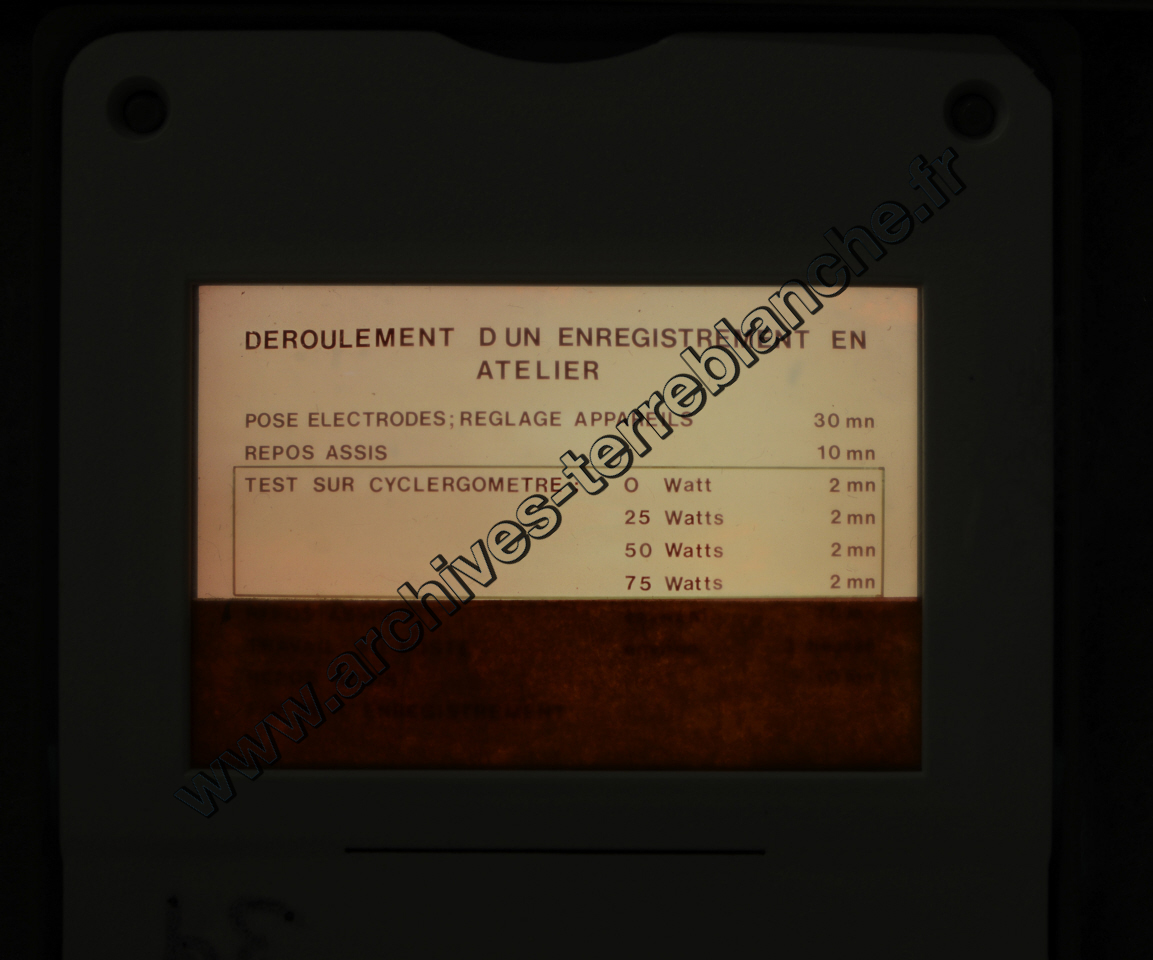 DEROULEMENT D UN ENREGISTREMENT EN
ATELIER
POSE ELECTRODES; REGLAGE APPAREILS 30 mn
REPOS ASSIS 10 mn
TEST SUR CYCLERGOMETRE: O Watt 2 mn
25 Watts 2 mn
50 Watts 2 mn
75 Watts 2 mn
ENREGISTREMENT
www.archives-terreblanche.fr